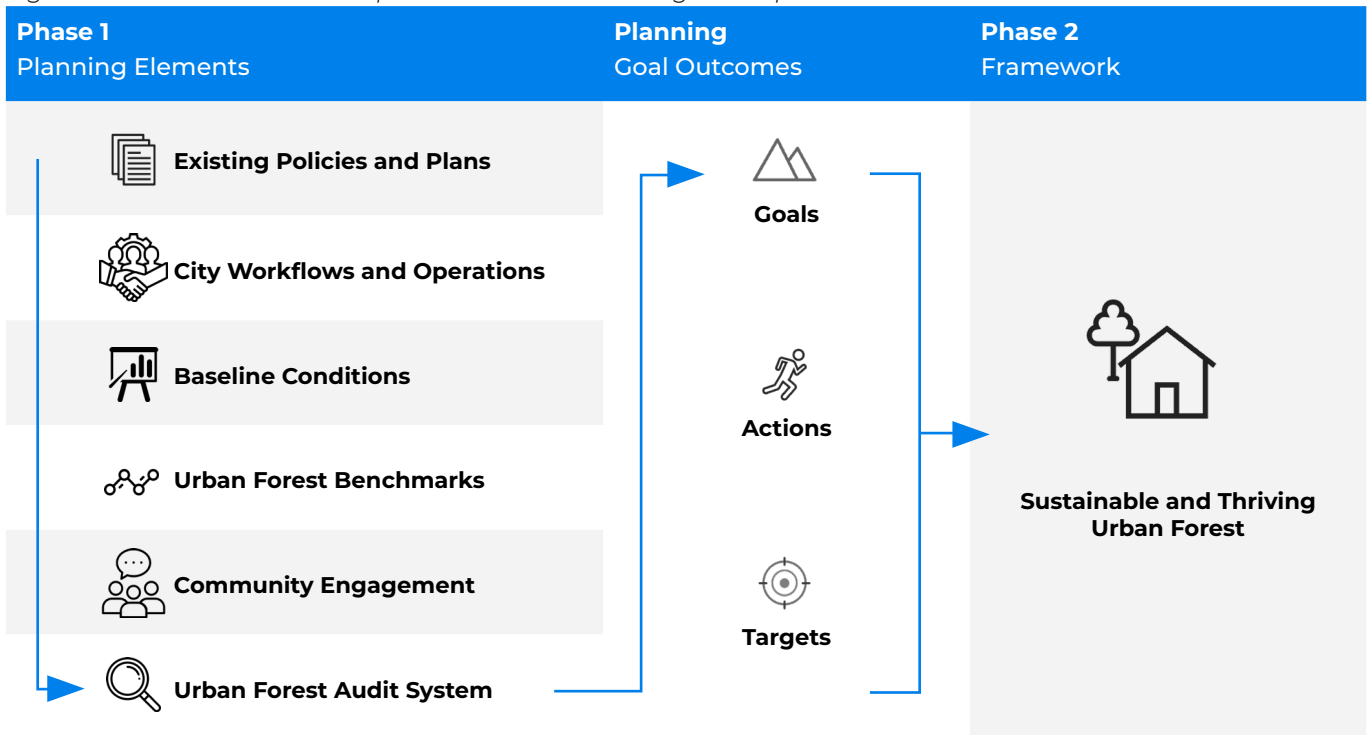 Phase 1
Planning Elements
Planning
Goal Outcomes
Phase 2
Framework
Existing Policies and Plans
City Workflows and Operations
Baseline Conditions
Urban Forest Benchmarks
Community Engagement
Urban Forest Audit System
Goals
Actions
Targets
Sustainable and Thriving
Urban Forest